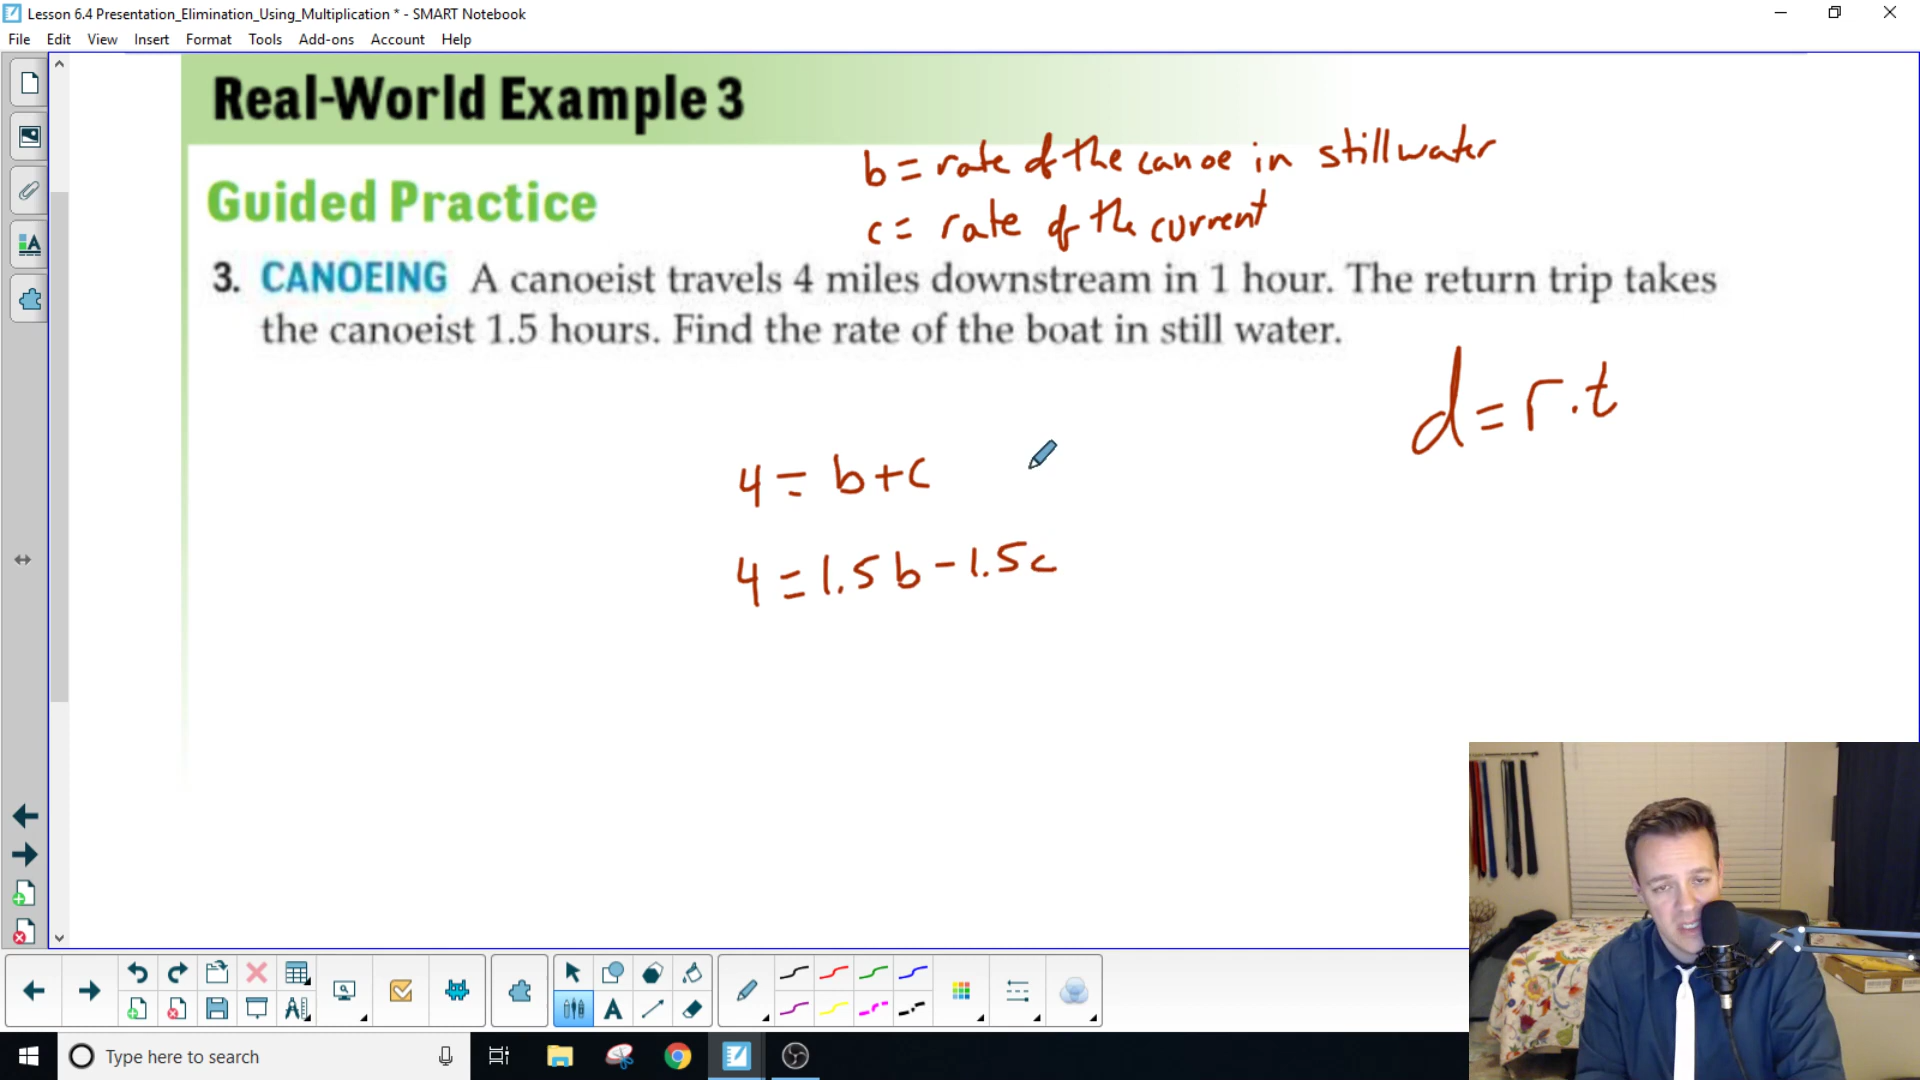 Lesson 6.4 Presentation_Elimination_Using_Multiplication * - SMART Notebook
File Edit View Insert Format Tools Add-ons Account Help
Real-World Example 3
b = rate of the canoe in still water
Guided Practice
c = rate of the current
3. CANOEING A canoeist travels 4 miles downstream in 1 hour. The return trip takes
the canoeist 1.5 hours. Find the rate of the boat in still water.
d = r · t
4 = b + c
4 = 1.5b - 1.5c
Type here to search